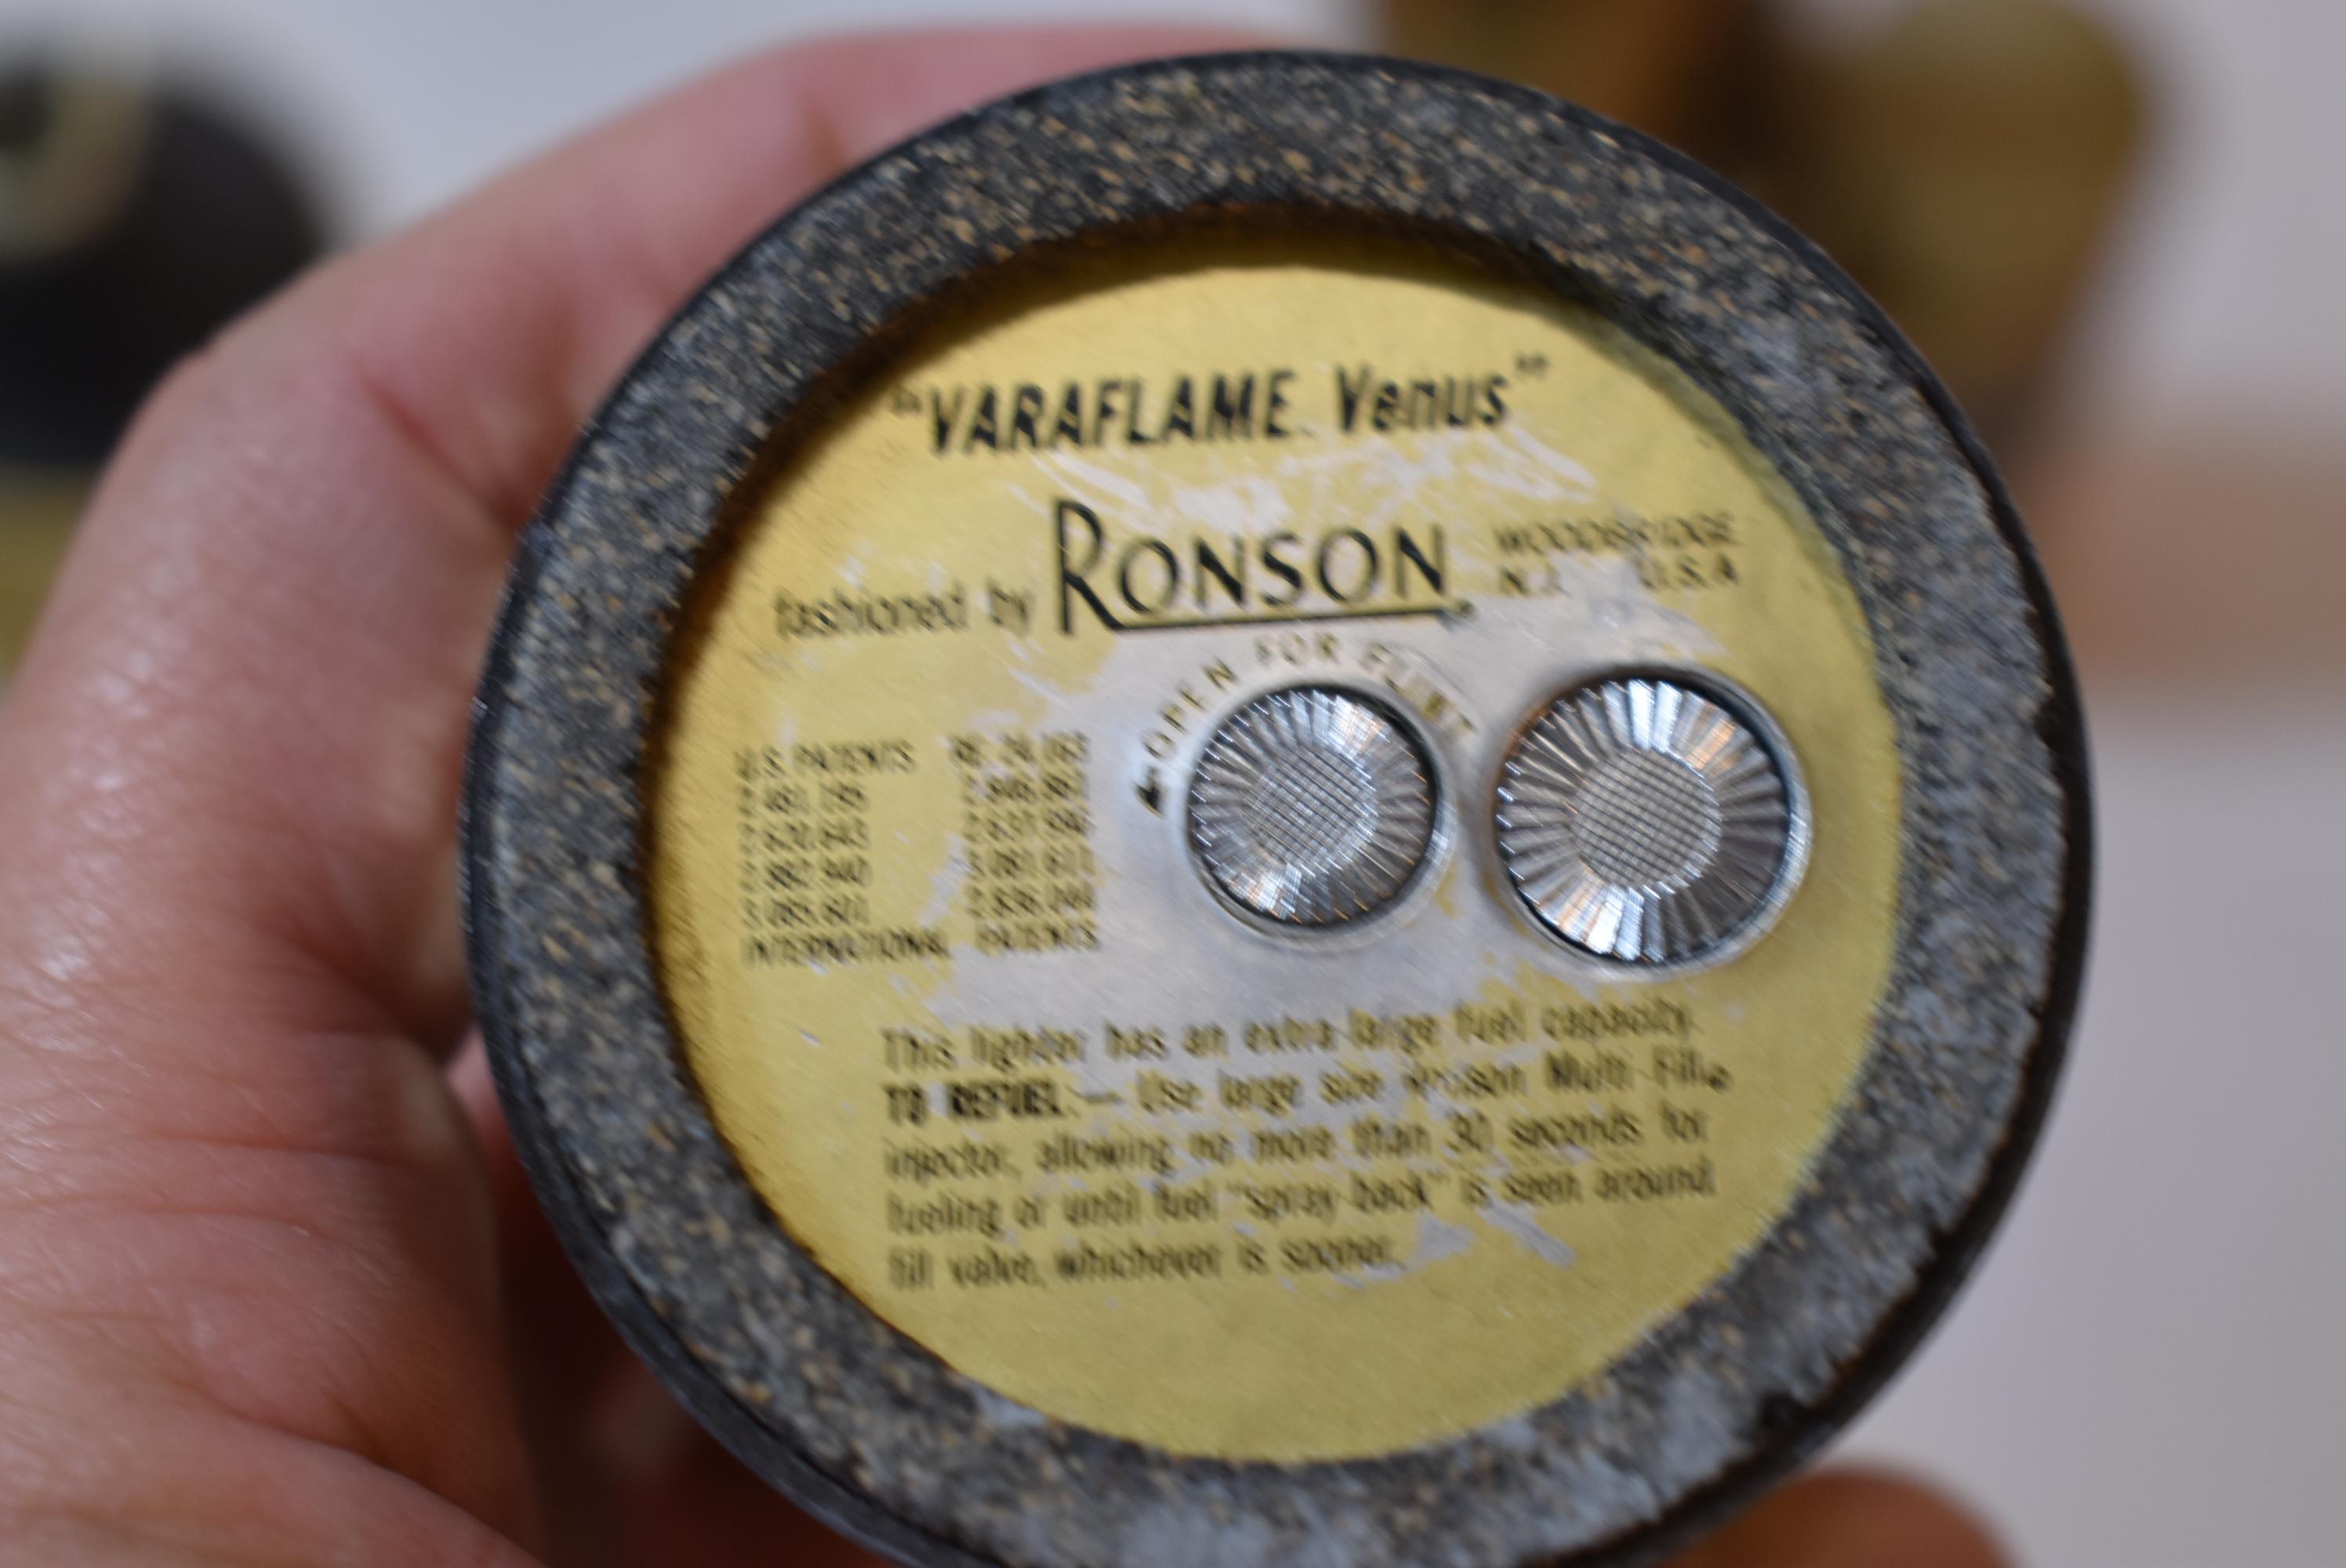 "VARAFLAME Venus"
fashioned by RONSON WOODBRIDGE
N.J. U.S.A
OPEN FOR FLINT
U.S. PATENTS
INTERNATIONAL PATENTS
This lighter has an extra large fuel capacity.
TO REFUEL:— Use large size Ronson Multi-Fill
injector, allowing no more than 30 seconds for
fueling or until fuel "spray-back" is seen around
fill valve, whichever is sooner.